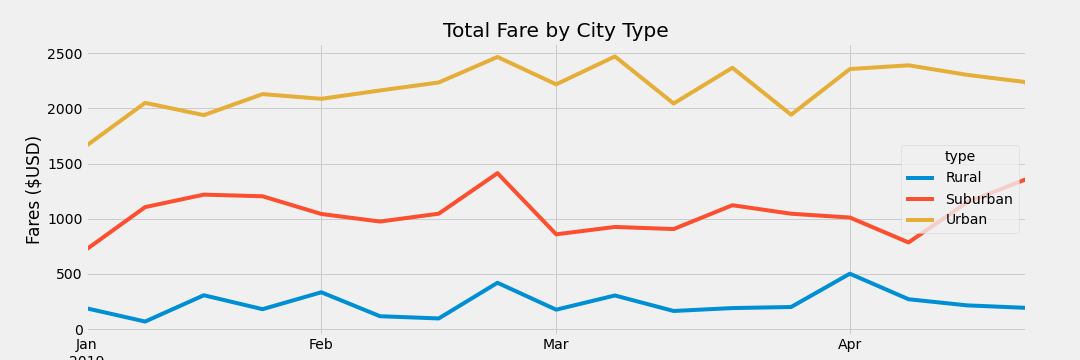 Total Fare by City Type
Fares ($USD)
2500
2000
1500
1000
500
0
type
Rural
Suburban
Urban
Jan Feb Mar Apr